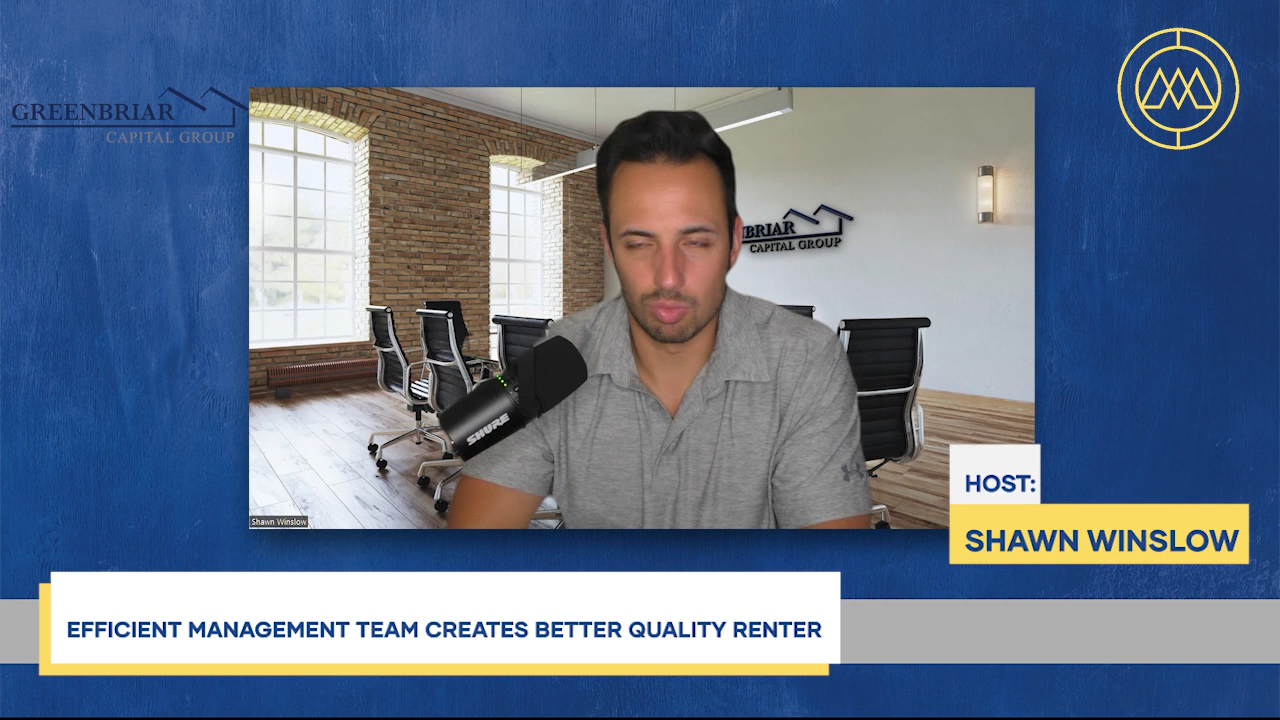 GREENBRIAR
CAPITAL GROUP
BRIAR
CAPITAL GROUP
SHURE
Shawn Winslow
HOST:
SHAWN WINSLOW
EFFICIENT MANAGEMENT TEAM CREATES BETTER QUALITY RENTER